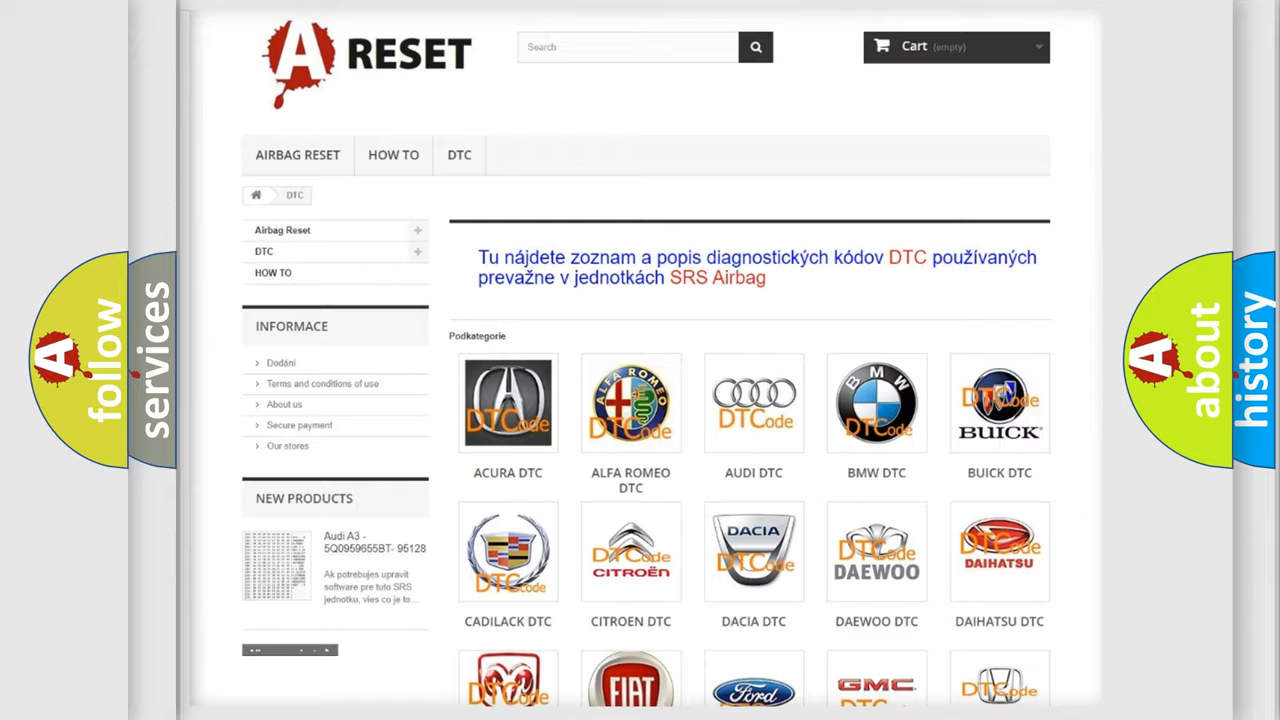 A RESET
Search
Cart (empty)
AIRBAG RESET
HOW TO
DTC
DTC
Airbag Reset
DTC
HOW TO
INFORMACE
Dodání
Terms and conditions of use
About us
Secure payment
Our stores
NEW PRODUCTS
Audi A3 -
5Q0959655BT- 95128
Ak potrebujes upravit
software pre tuto SRS
jednotku, vies co je to...
Tu nájdete zoznam a popis diagnostických kódov DTC používaných
prevažne v jednotkách SRS Airbag
Podkategorie
DTCode
ALFA ROMEO
DTCode
DTCode
BMW
DTCode
DTCode
BUICK
ACURA DTC
ALFA ROMEO
DTC
AUDI DTC
BMW DTC
BUICK DTC
DTCode
DTCode
CITROËN
DACIA
DTCode
DTCode
DAEWOO
DTCode
DAIHATSU
CADILACK DTC
CITROEN DTC
DACIA DTC
DAEWOO DTC
DAIHATSU DTC
DTCode
FIAT
Ford
GMC
DTCode
A follow
services
A about
history